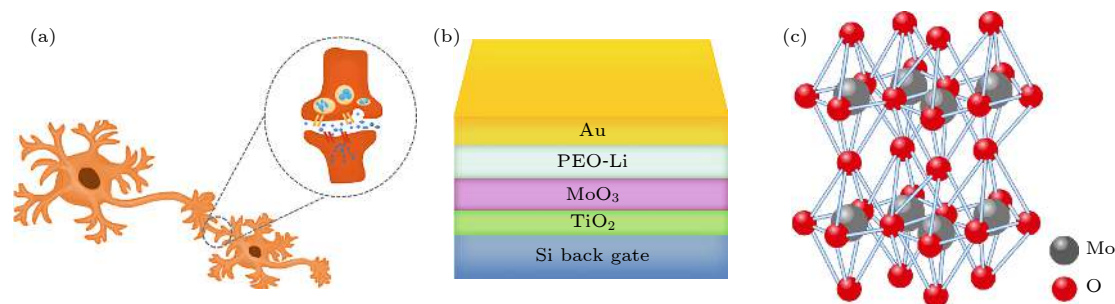 (a)
(b)
Au
PEO-Li
MoO₃
TiO₂
Si back gate
(c)
Mo
O